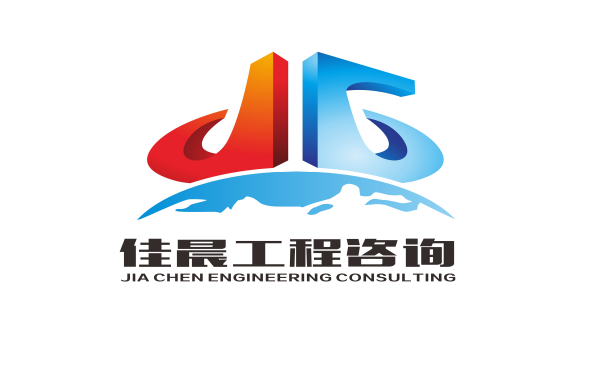 佳晨工程咨询
JIA CHEN ENGINEERING CONSULTING